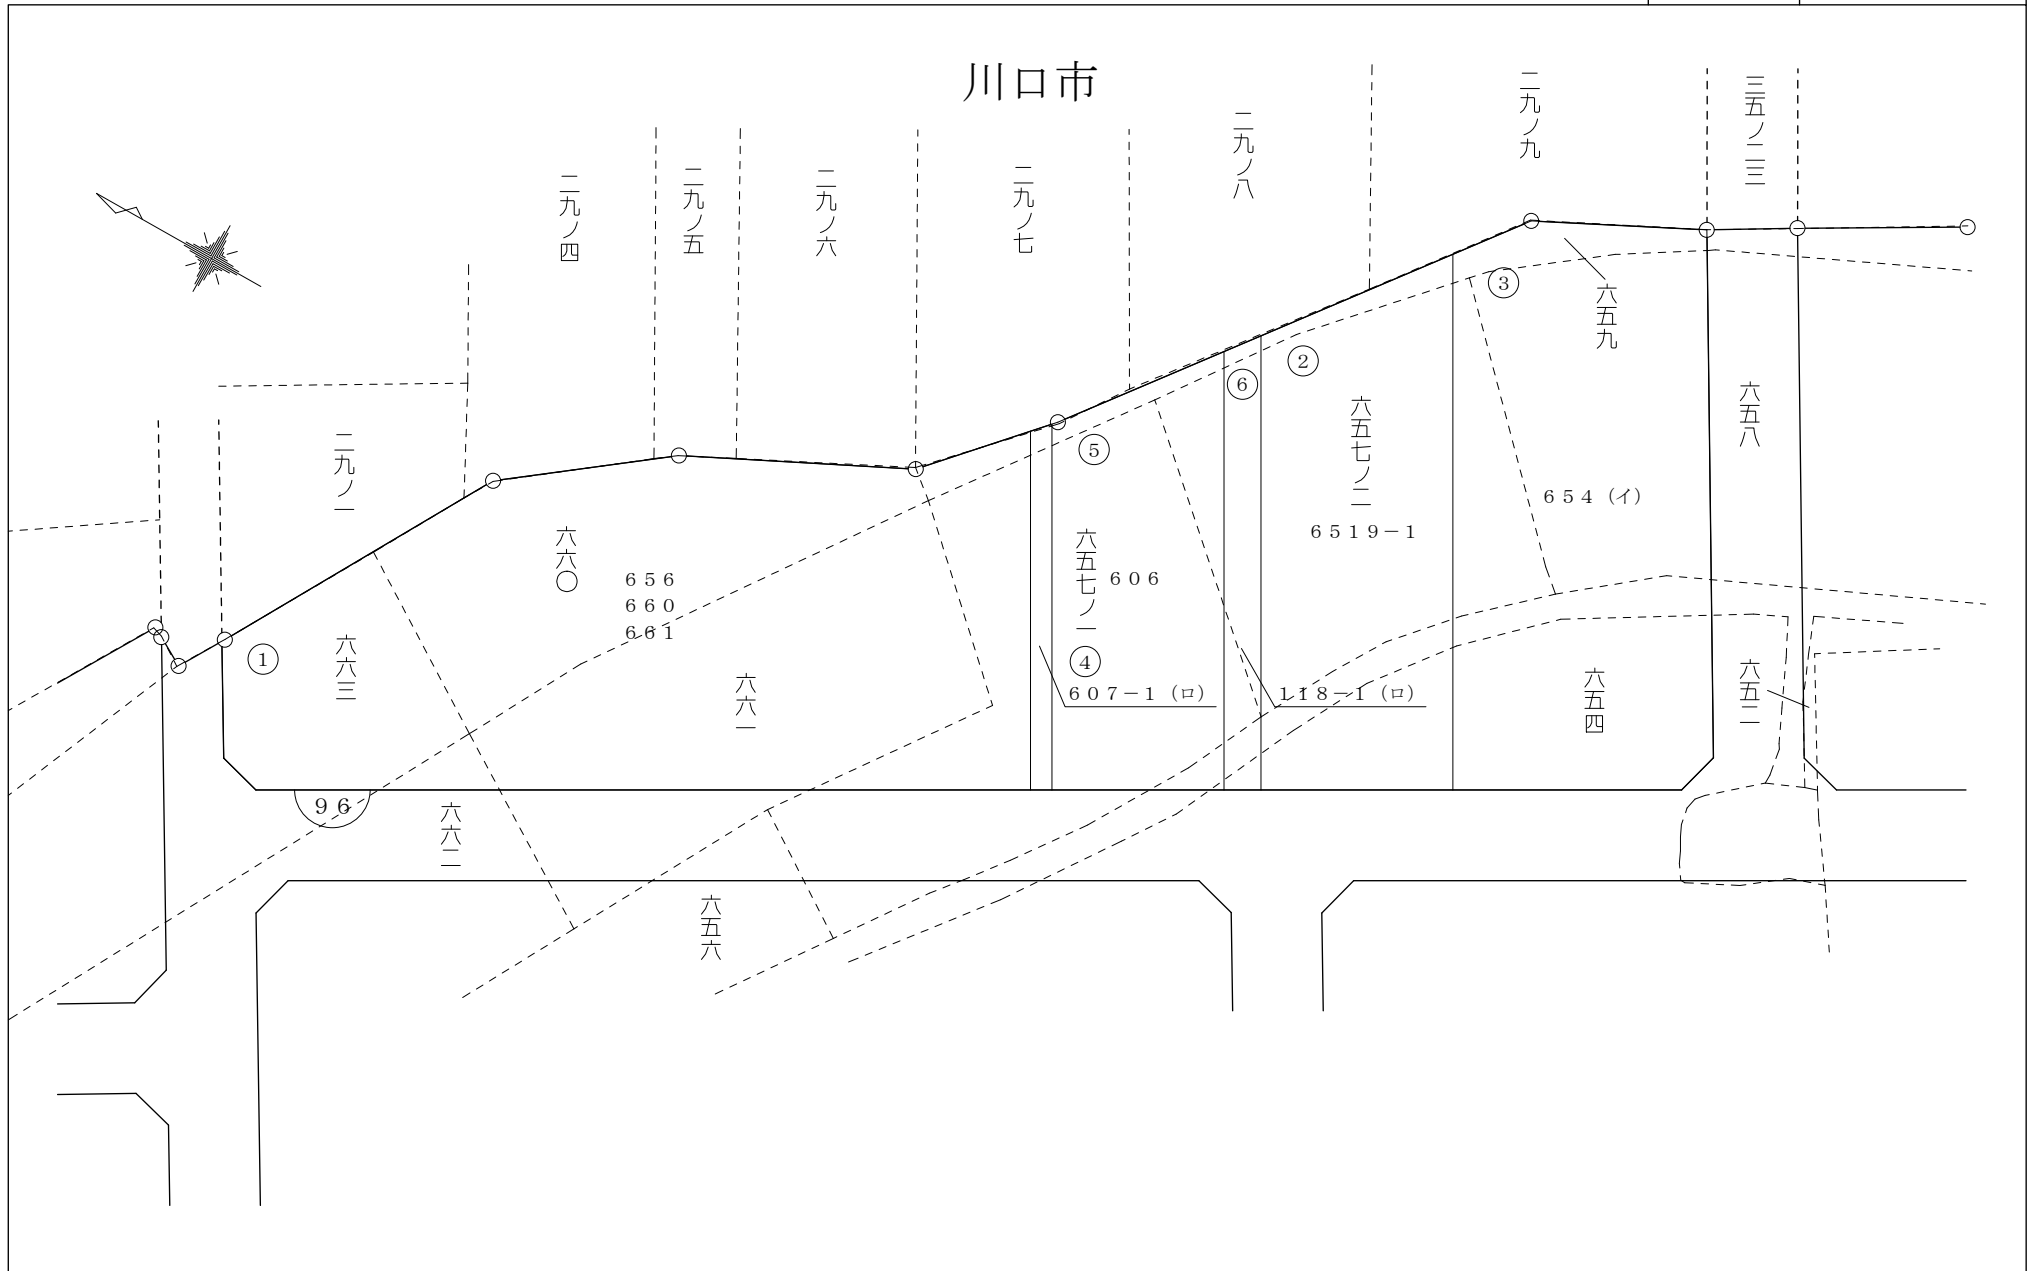 川口市
二九ノ一
二九ノ四
二九ノ五
二九ノ六
二九ノ七
二九ノ八
二九ノ九
三五ノ二三
六五九
③
②
⑥
⑤
六五八
六五七ノ二
６５１９－１
６５４（イ）
六六〇
６５６
６６０
６６１
六五七ノ一
６０６
①
六六三
六六一
④
６０７－１（ロ）
１１８－１（ロ）
六五四
六五二
９６
六六二
六五六